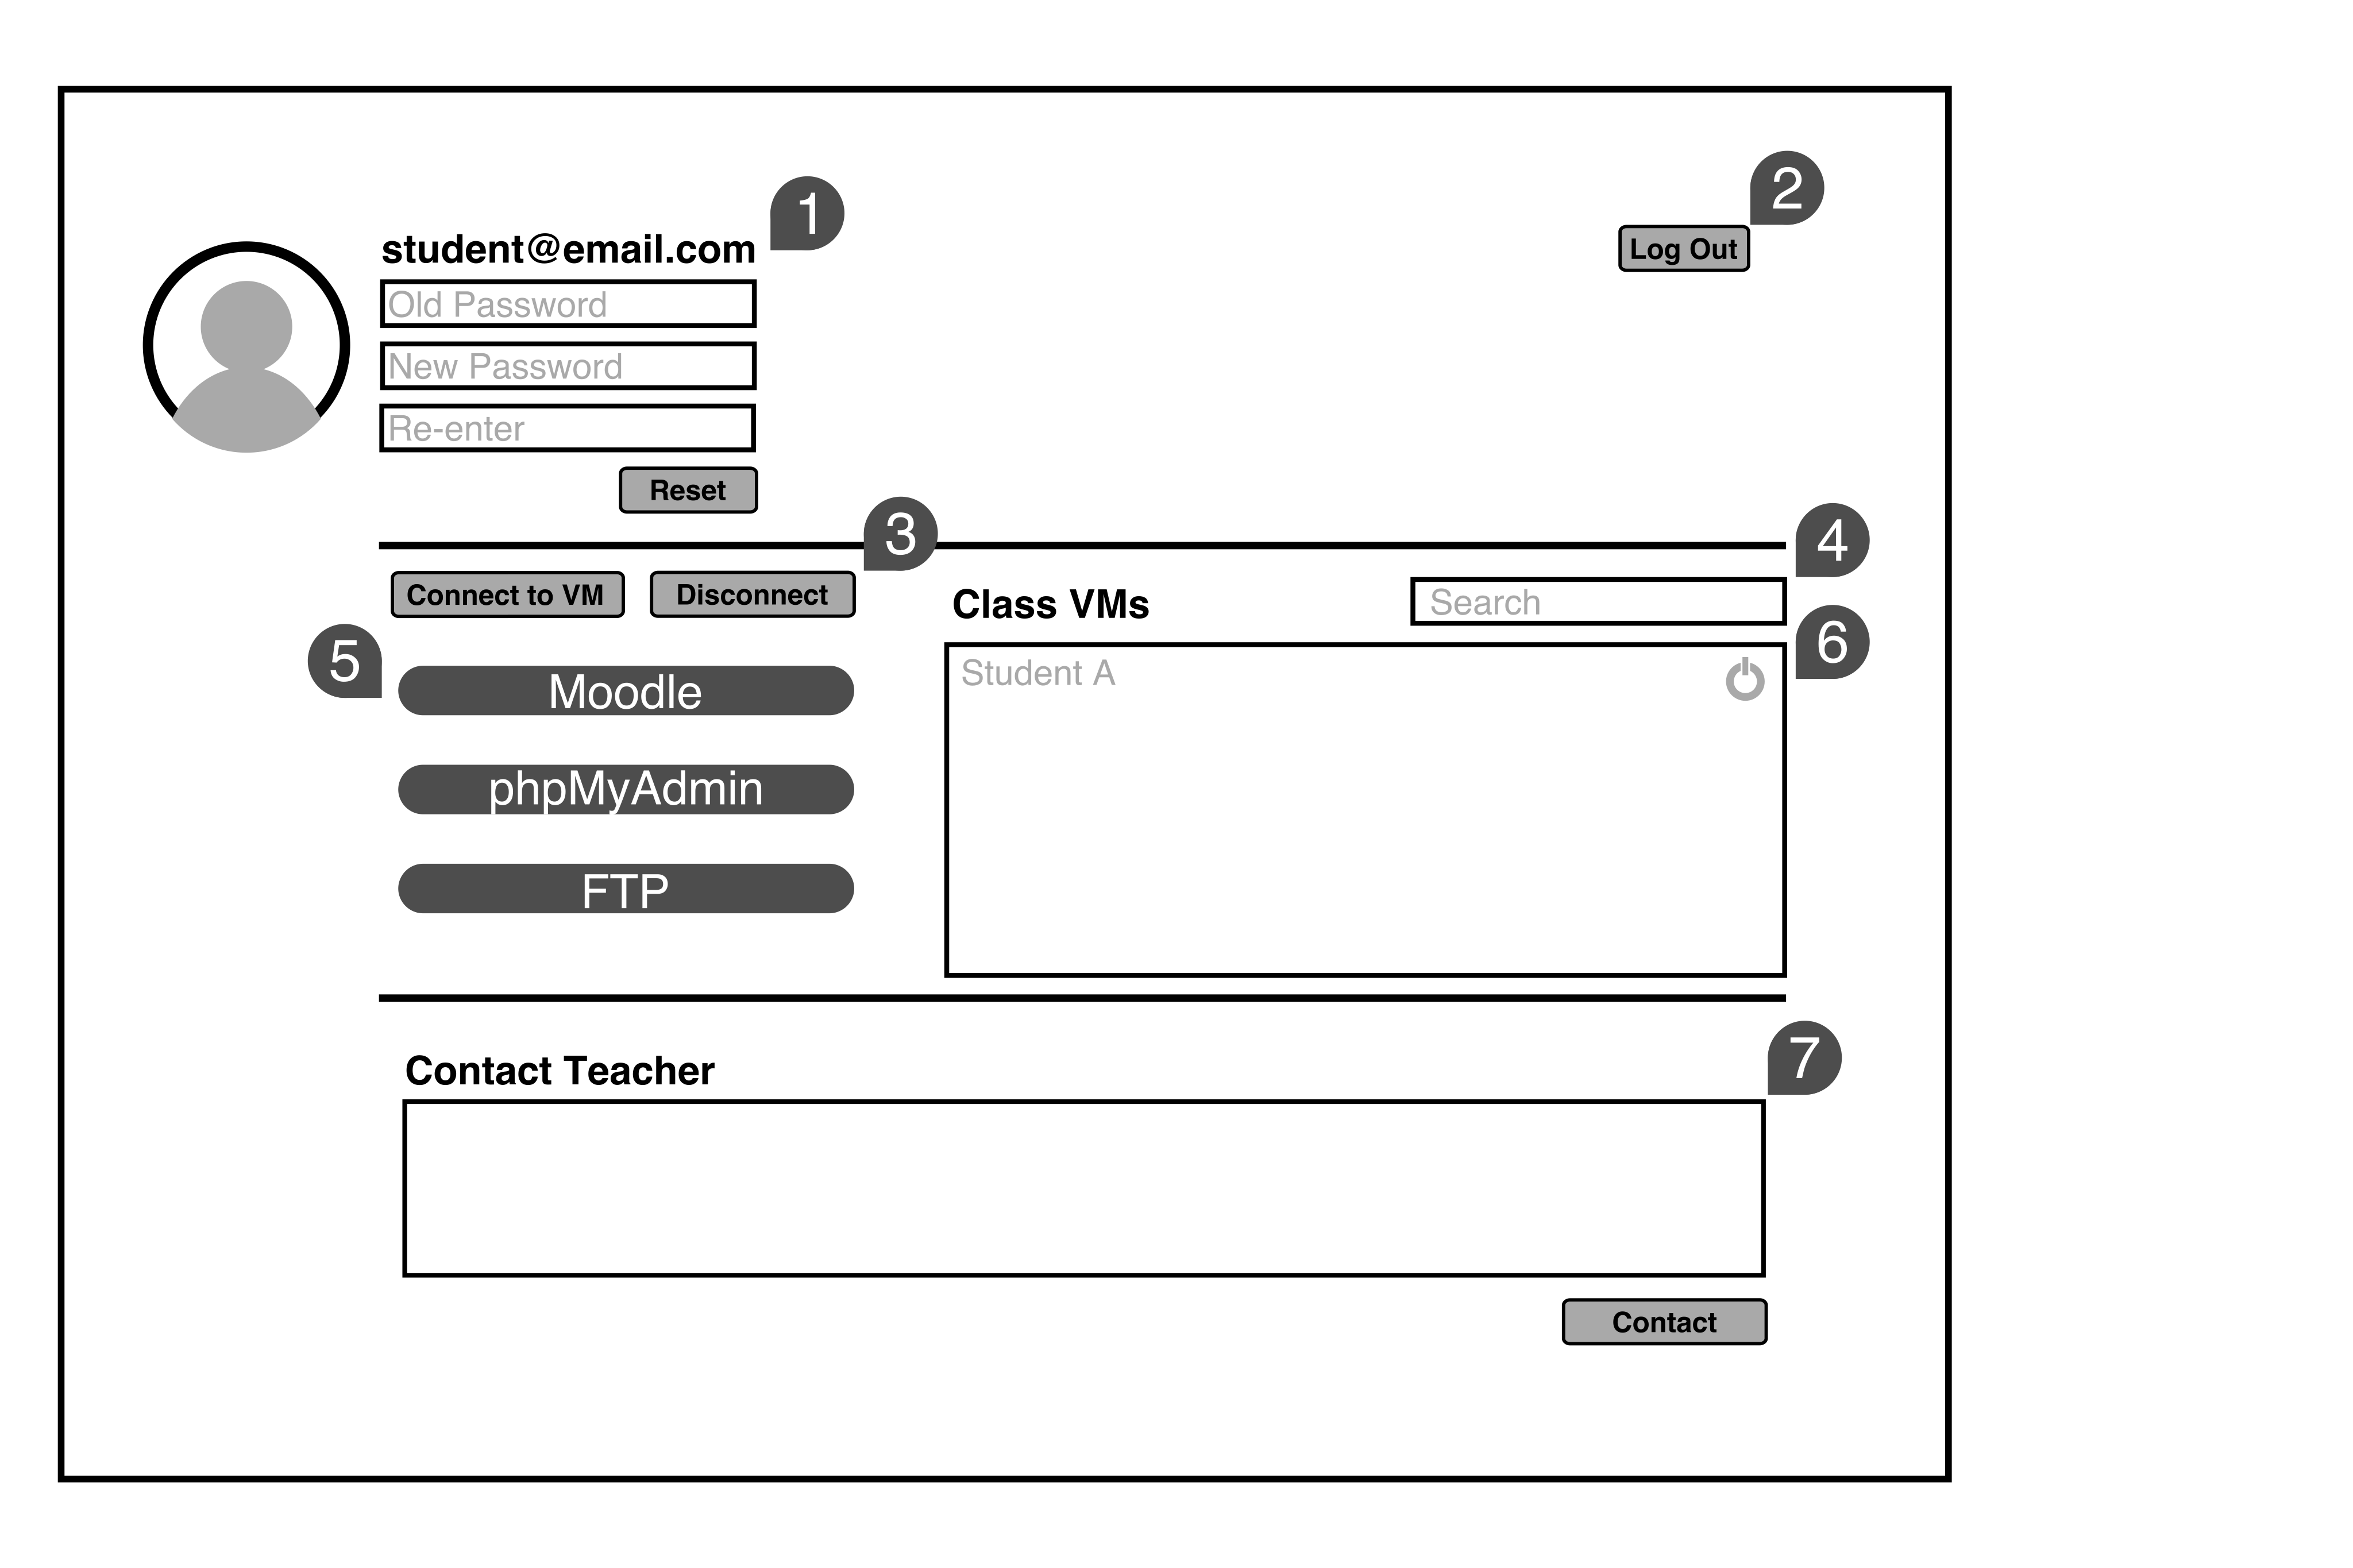 1
2
student@email.com
Log Out
Old Password
New Password
Re-enter
Reset
3
4
Connect to VM
Disconnect
Class VMs
Search
5
6
Moodle
Student A
phpMyAdmin
FTP
7
Contact Teacher
Contact